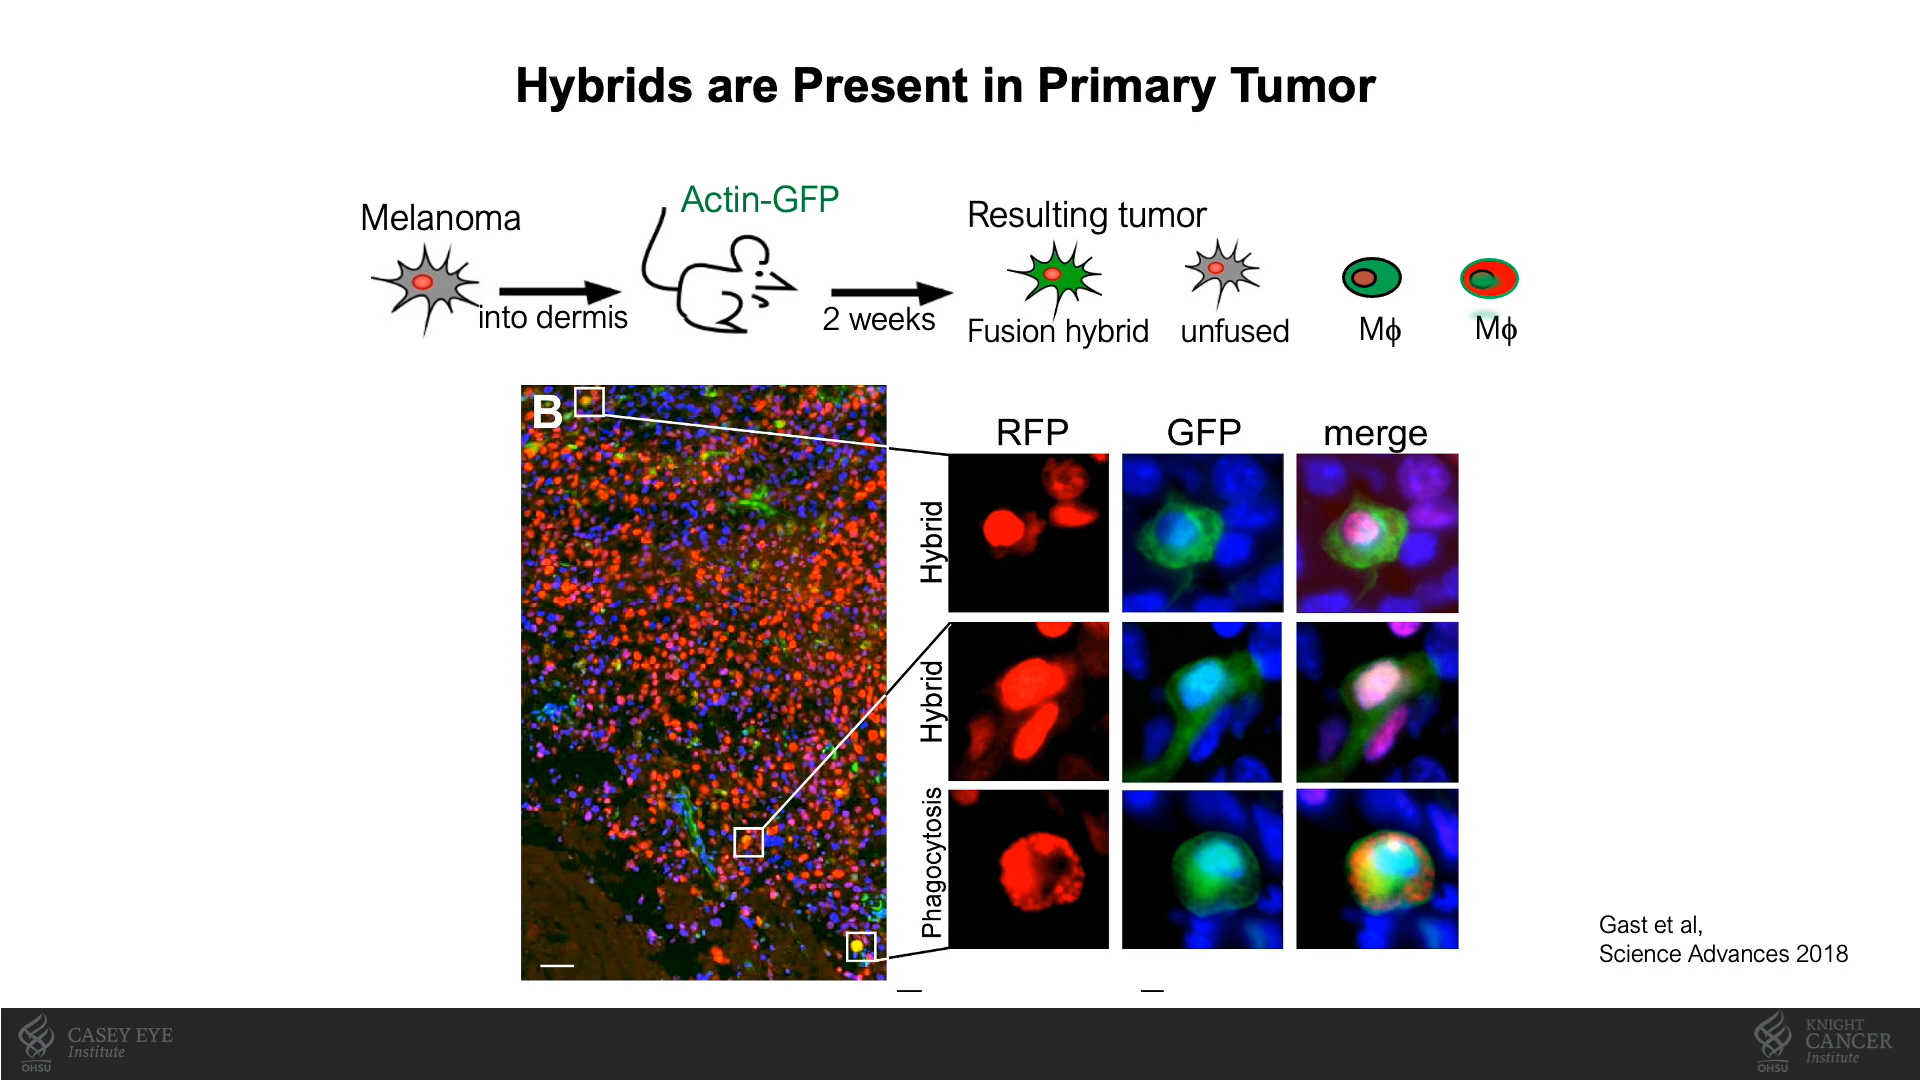 Hybrids are Present in Primary Tumor
Melanoma
Actin-GFP
Resulting tumor
into dermis
2 weeks
Fusion hybrid
unfused
Mϕ
Mϕ
B
RFP
GFP
merge
Hybrid
Hybrid
Phagocytosis
Gast et al,
Science Advances 2018
CASEY EYE
Institute
OHSU
KNIGHT
CANCER
Institute
OHSU